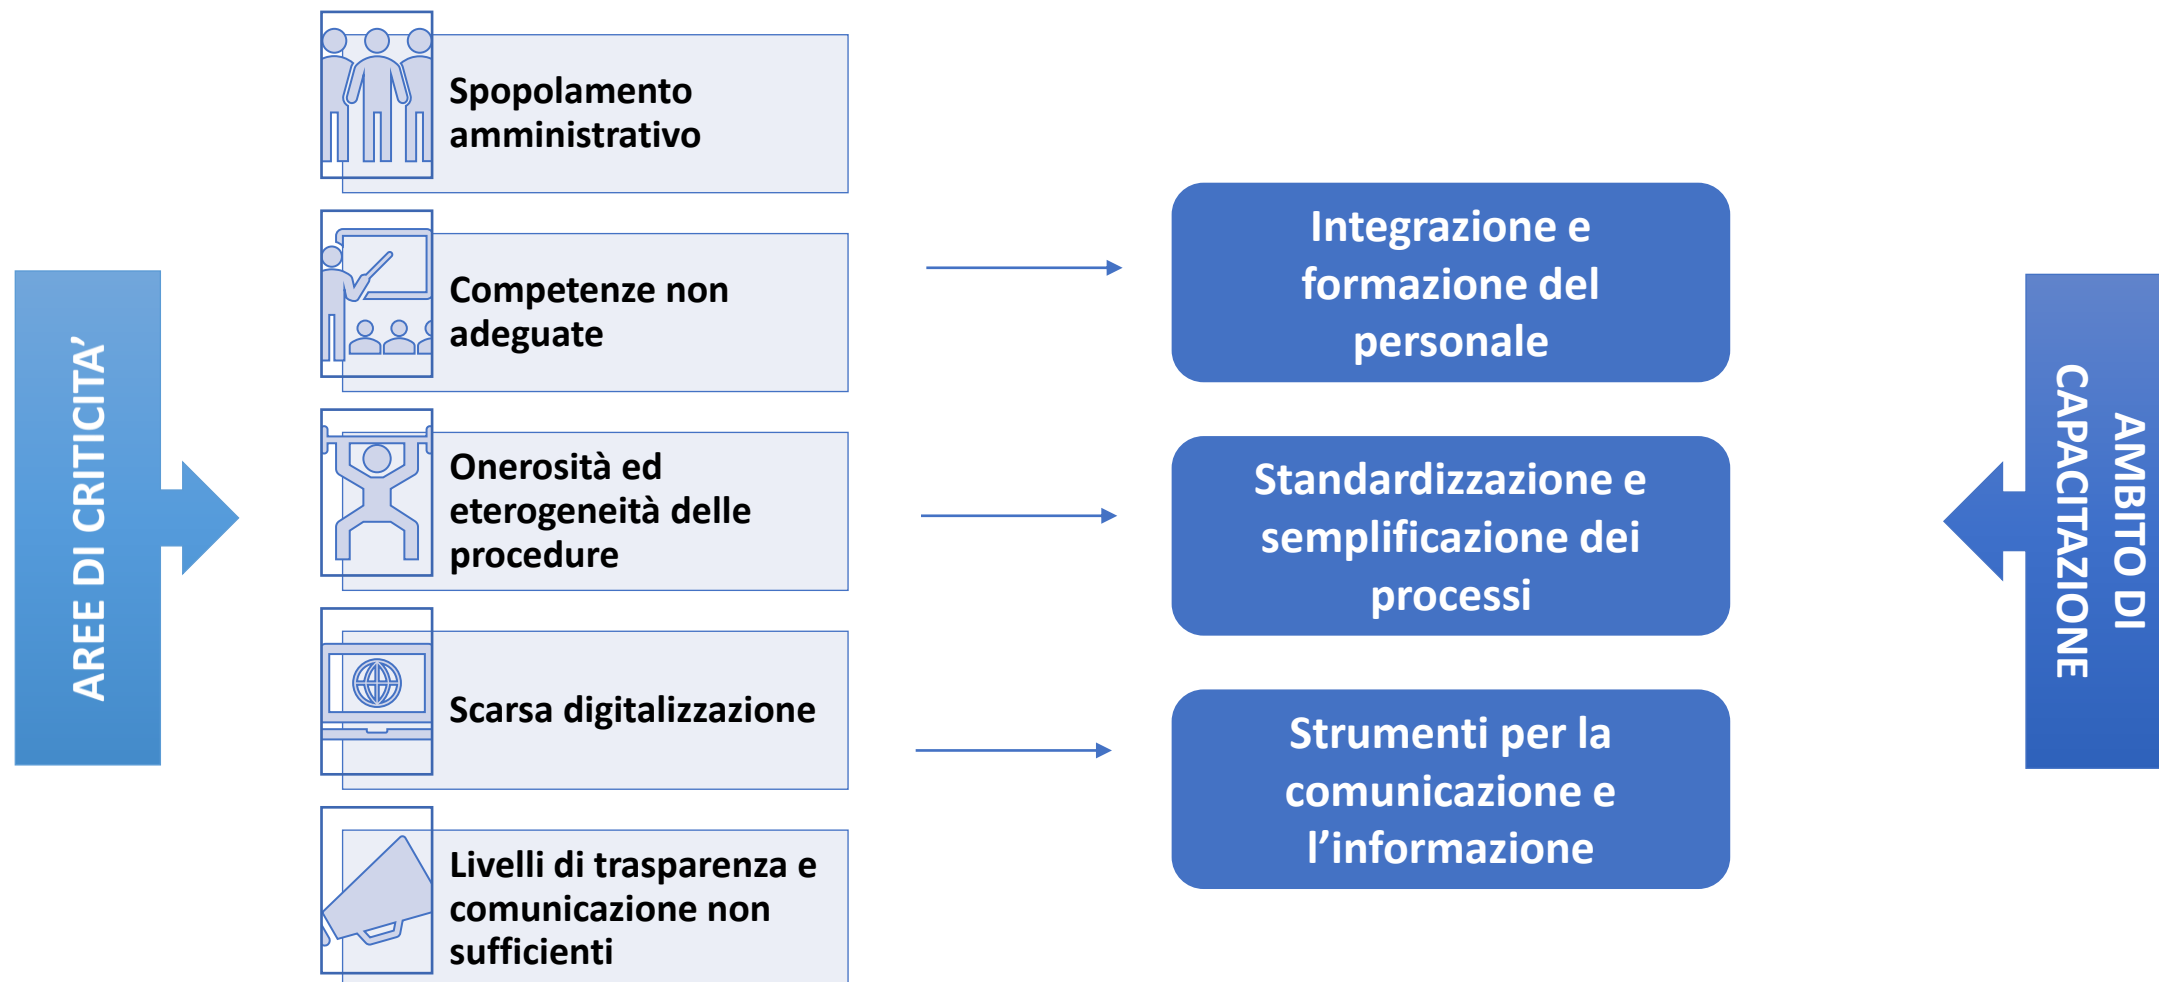 AREE DI CRITICITA’
Spopolamento
amministrativo
Competenze non
adeguate
Onerosità ed
eterogeneità delle
procedure
Scarsa digitalizzazione
Livelli di trasparenza e
comunicazione non
sufficienti
Integrazione e
formazione del
personale
Standardizzazione e
semplificazione dei
processi
Strumenti per la
comunicazione e
l’informazione
AMBITO DI
CAPACITAZIONE